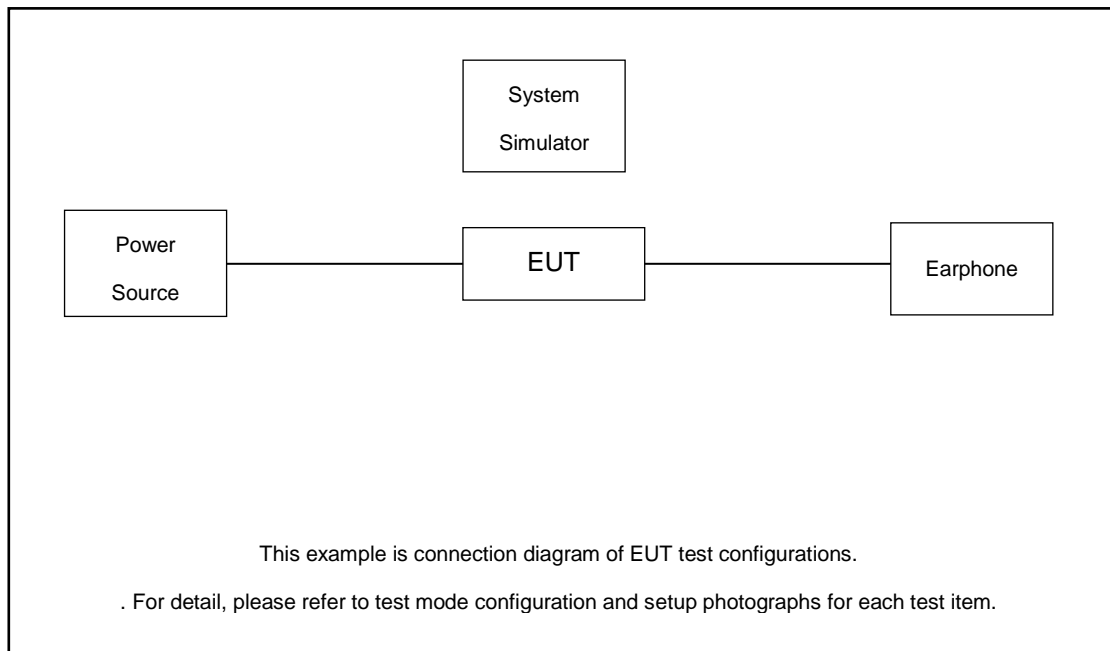 System
Simulator
Power
Source
EUT
Earphone
This example is connection diagram of EUT test configurations.
. For detail, please refer to test mode configuration and setup photographs for each test item.